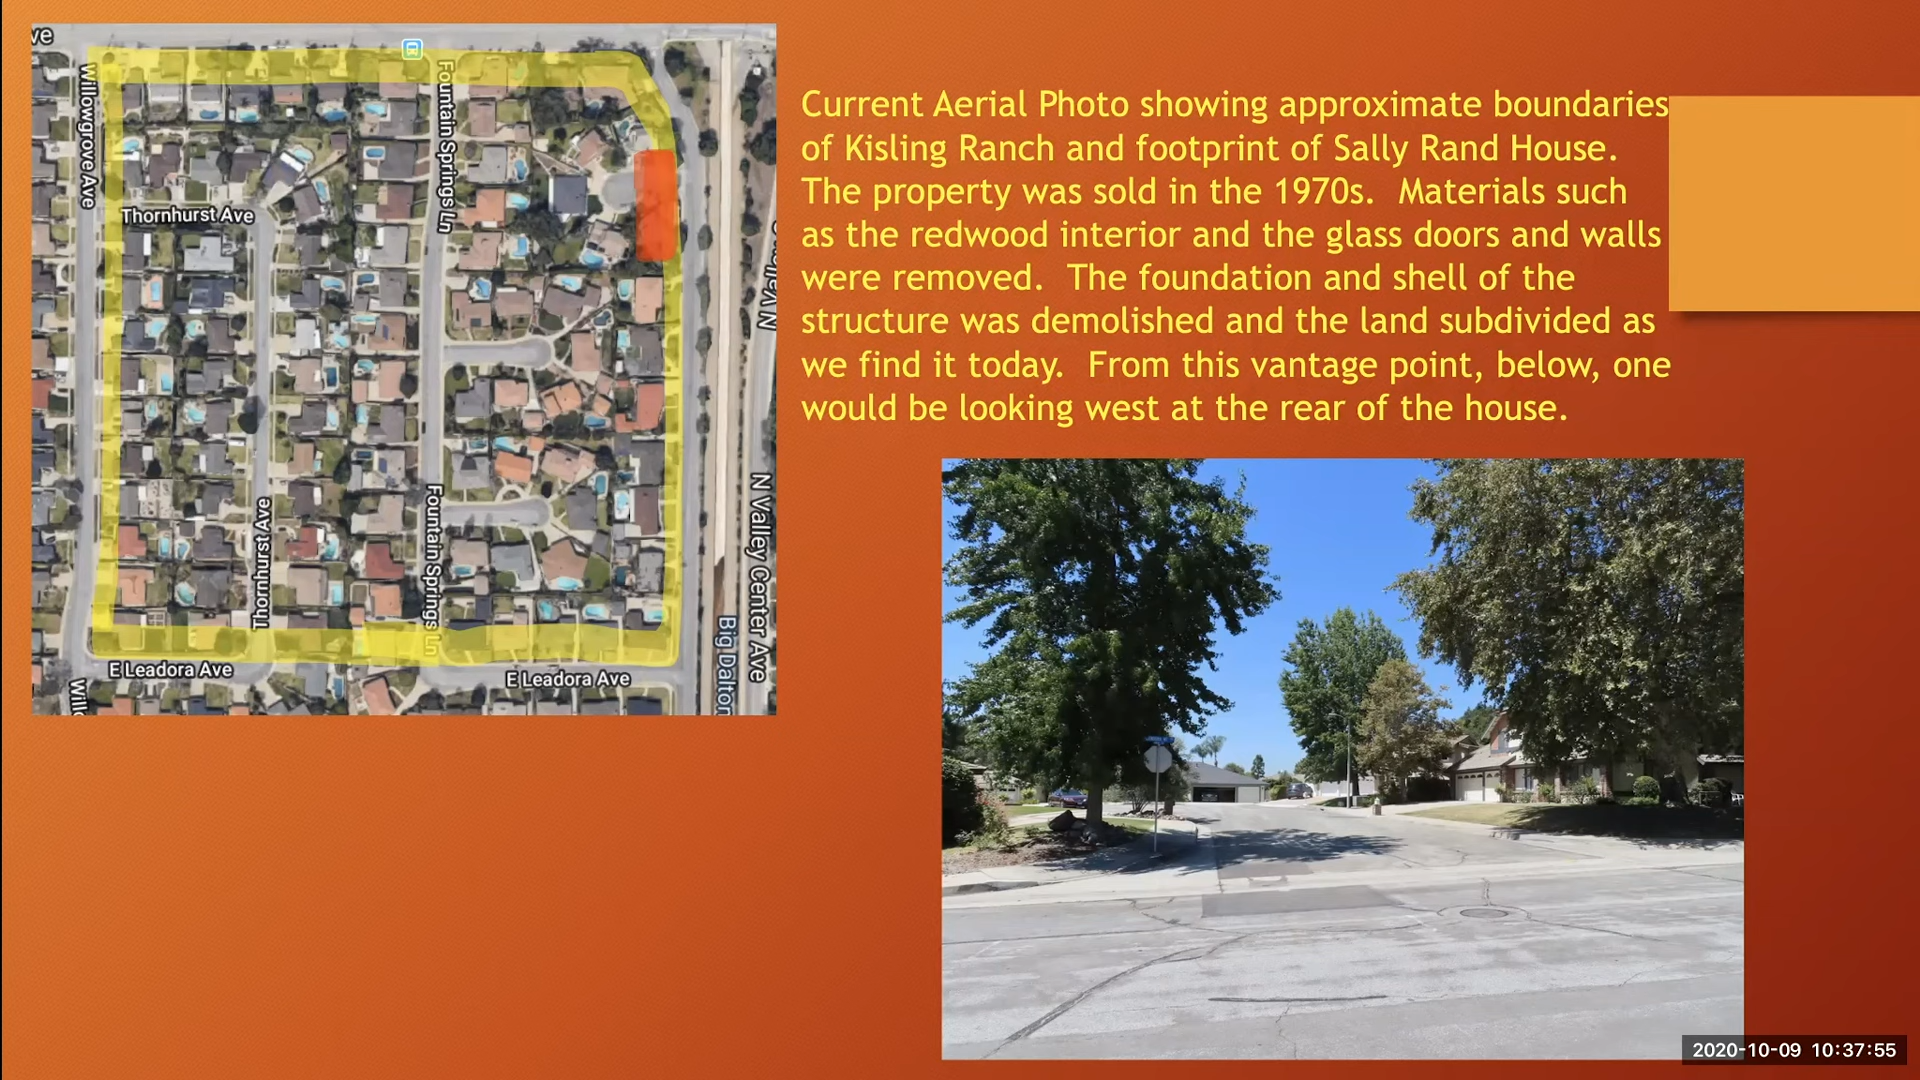 ve
Willowgrove Ave
Fountain Springs Ln
Thornhurst Ave
Thornhurst Ave
Fountain Springs Ln
N Valley Center Ave
Big Dalton
E Leadora Ave
E Leadora Ave
Willo
Current Aerial Photo showing approximate boundaries
of Kisling Ranch and footprint of Sally Rand House.
The property was sold in the 1970s.  Materials such
as the redwood interior and the glass doors and walls
were removed.  The foundation and shell of the
structure was demolished and the land subdivided as
we find it today.  From this vantage point, below, one
would be looking west at the rear of the house.
2020-10-09 10:37:55